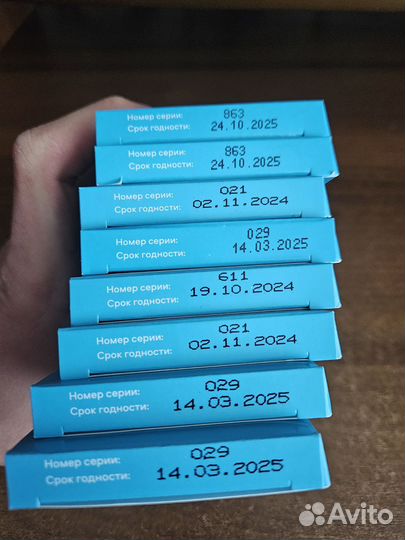 Номер серии: 863
Срок годности: 24.10.2025
Номер серии: 863
Срок годности: 24.10.2025
Номер серии: 021
Срок годности: 02.11.2024
Номер серии: 029
Срок годности: 14.03.2025
Номер серии: 611
Срок годности: 19.10.2024
Номер серии: 021
Срок годности: 02.11.2024
Номер серии: 029
Срок годности: 14.03.2025
Номер серии: 029
Срок годности: 14.03.2025
Avito